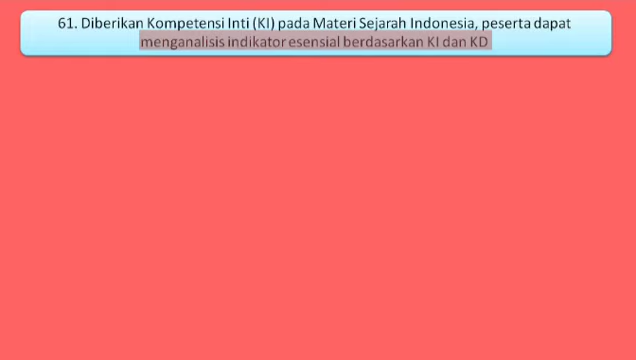 61. Diberikan Kompetensi Inti (KI) pada Materi Sejarah Indonesia, peserta dapat
menganalisis indikator esensial berdasarkan KI dan KD